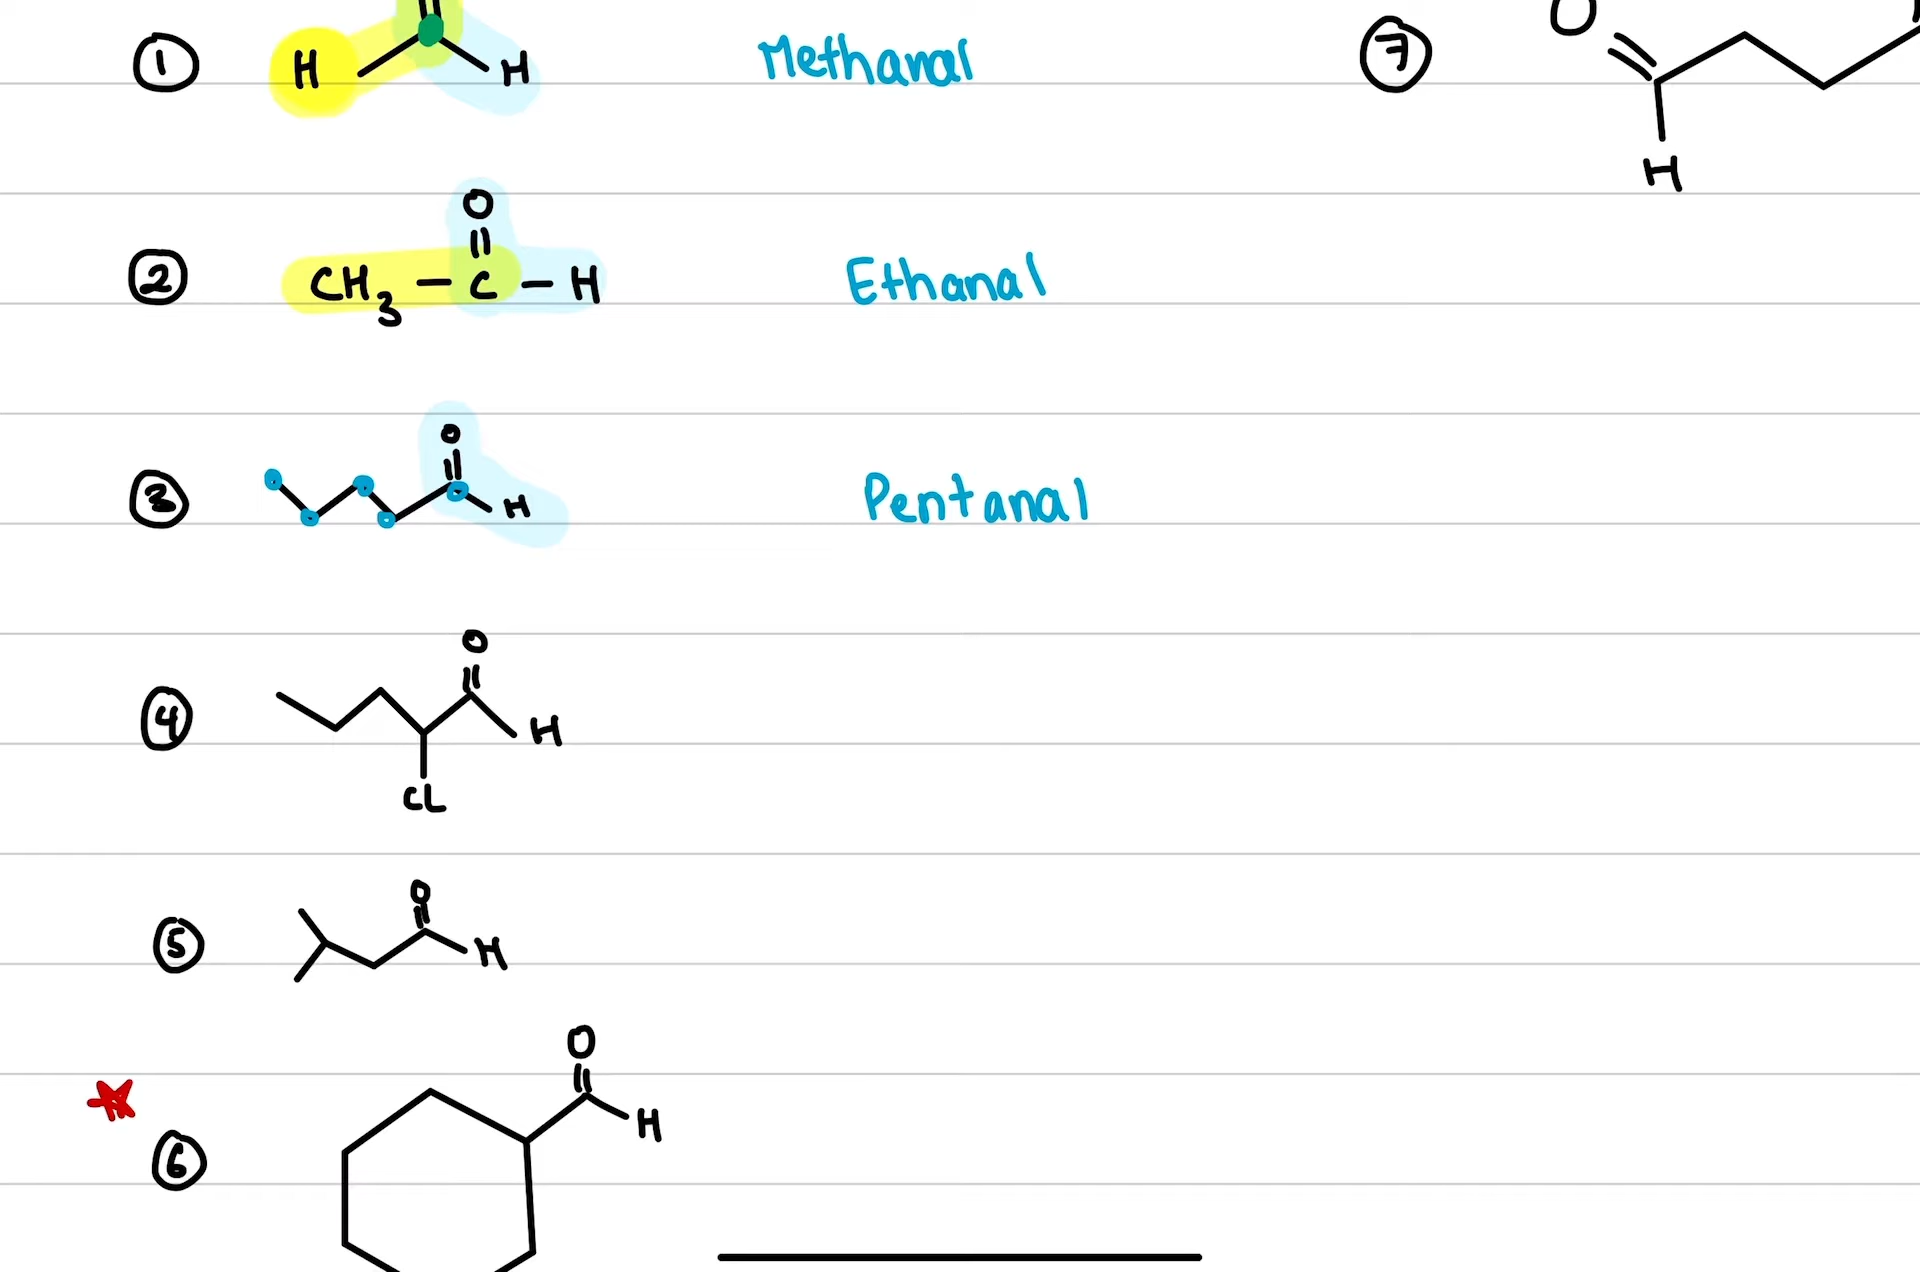 ① H H Methanal
⑦ O
H
O
② CH₃ - C - H Ethanal
O
③ H Pentanal
O
④ H
CL
O
⑤ H
O
⑥ H